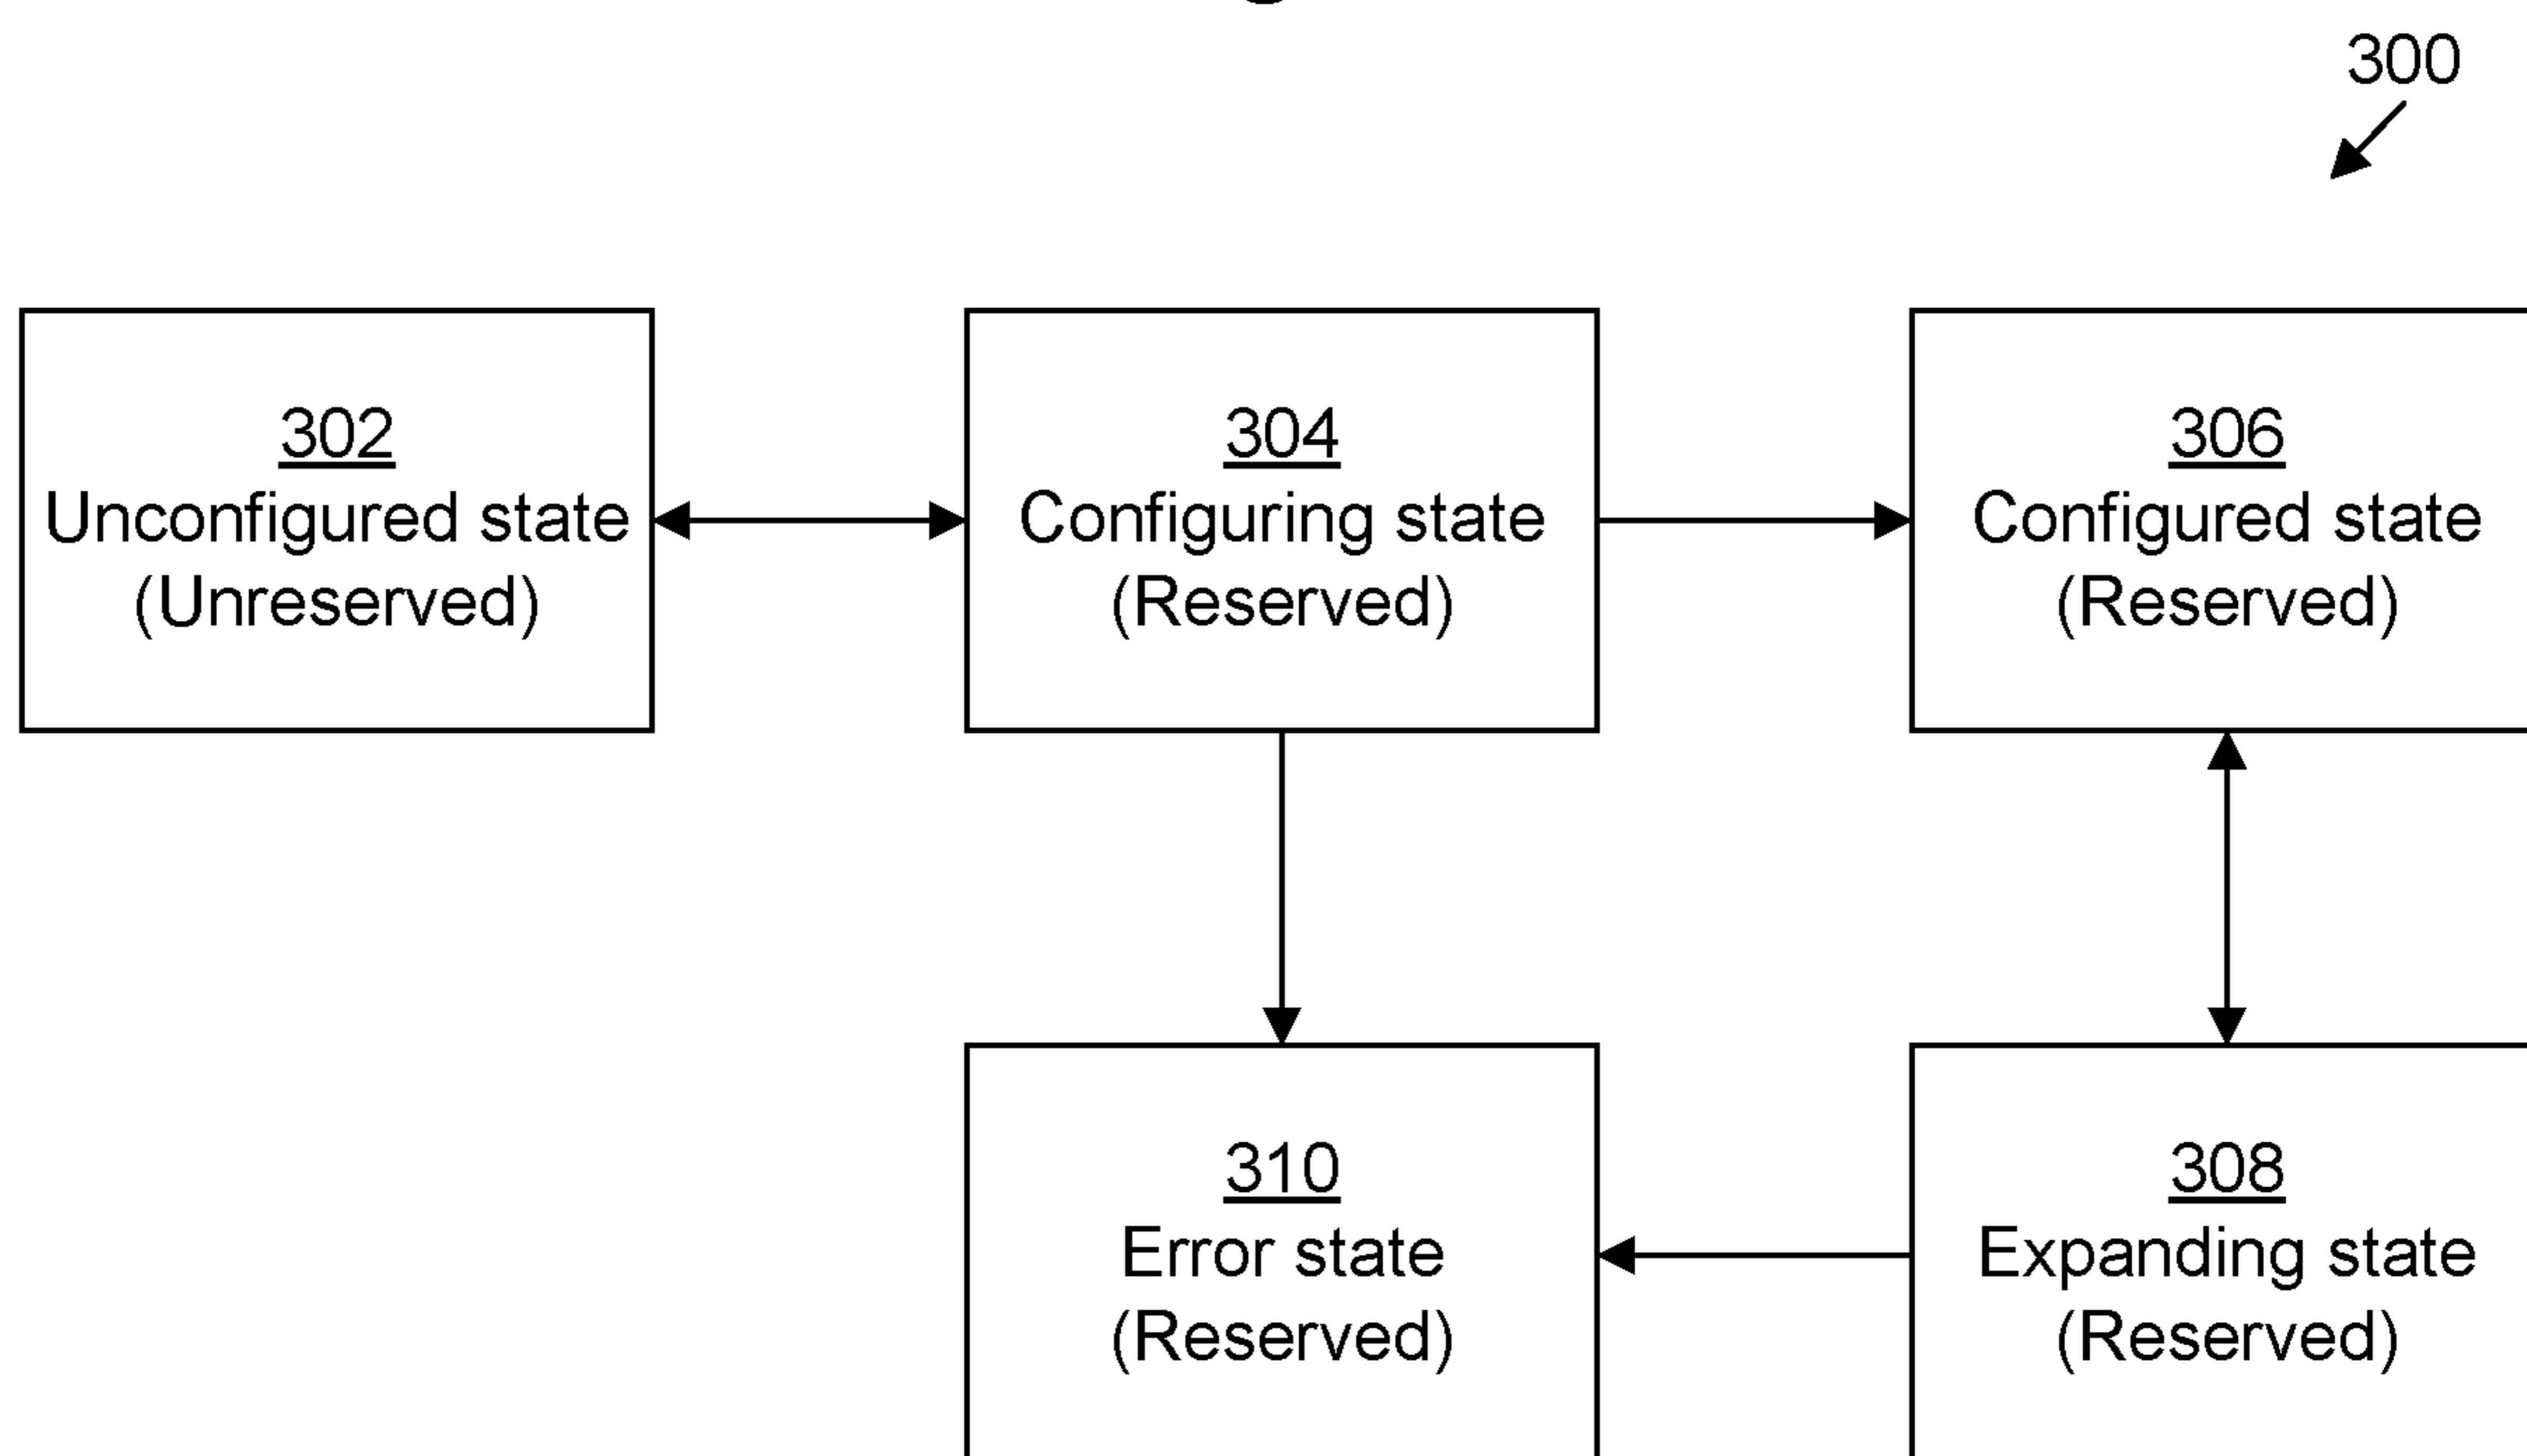 300
302
Unconfigured state
(Unreserved)
304
Configuring state
(Reserved)
306
Configured state
(Reserved)
310
Error state
(Reserved)
308
Expanding state
(Reserved)